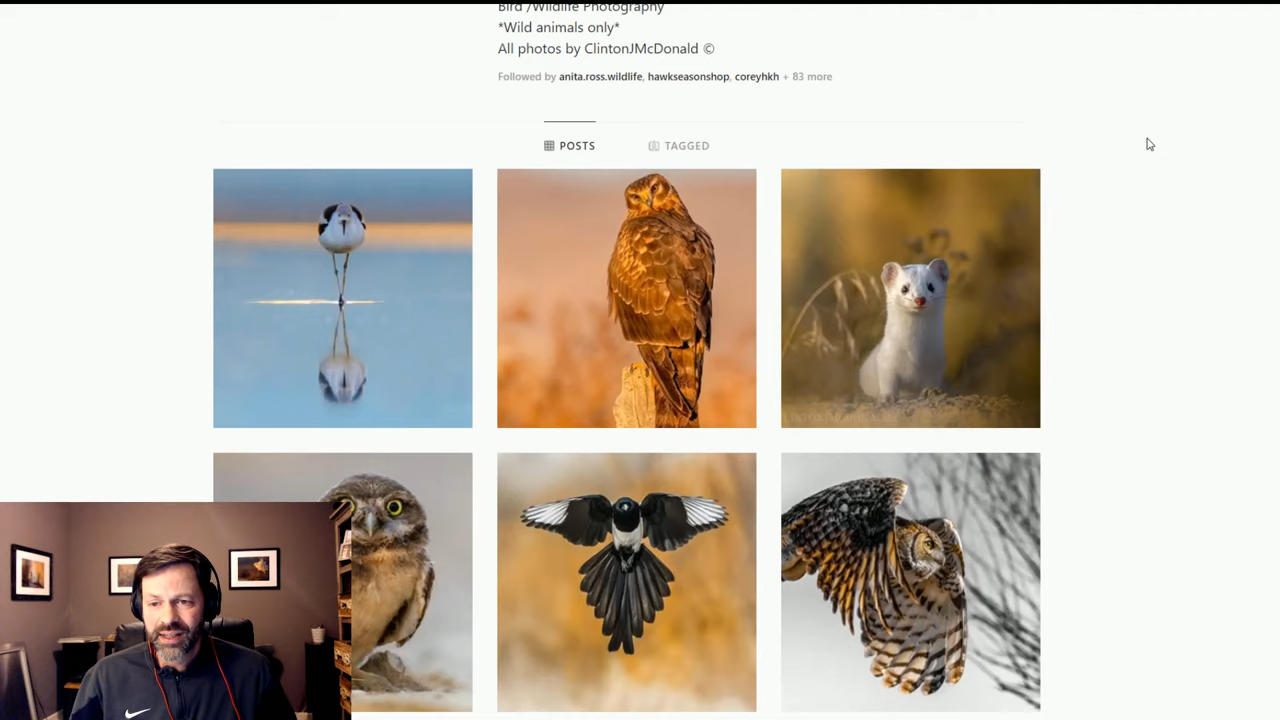 Bird /Wildlife Photography
*Wild animals only*
All photos by ClintonJMcDonald ©
Followed by anita.ross.wildlife, hawkseasonshop, coreyhkh + 83 more
POSTS
TAGGED